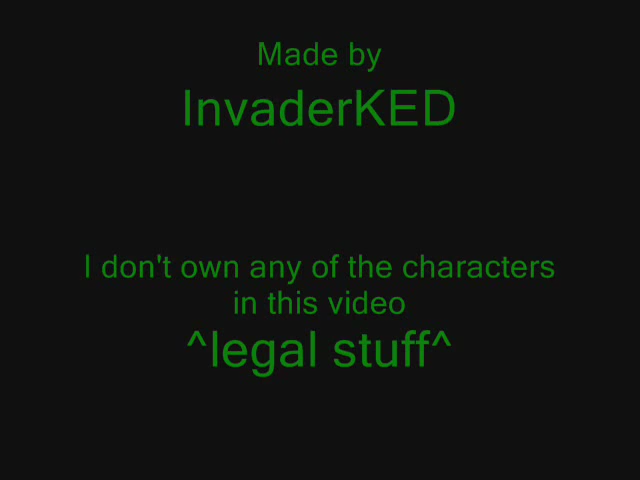 Made by
InvaderKED
I don't own any of the characters
in this video
^legal stuff^